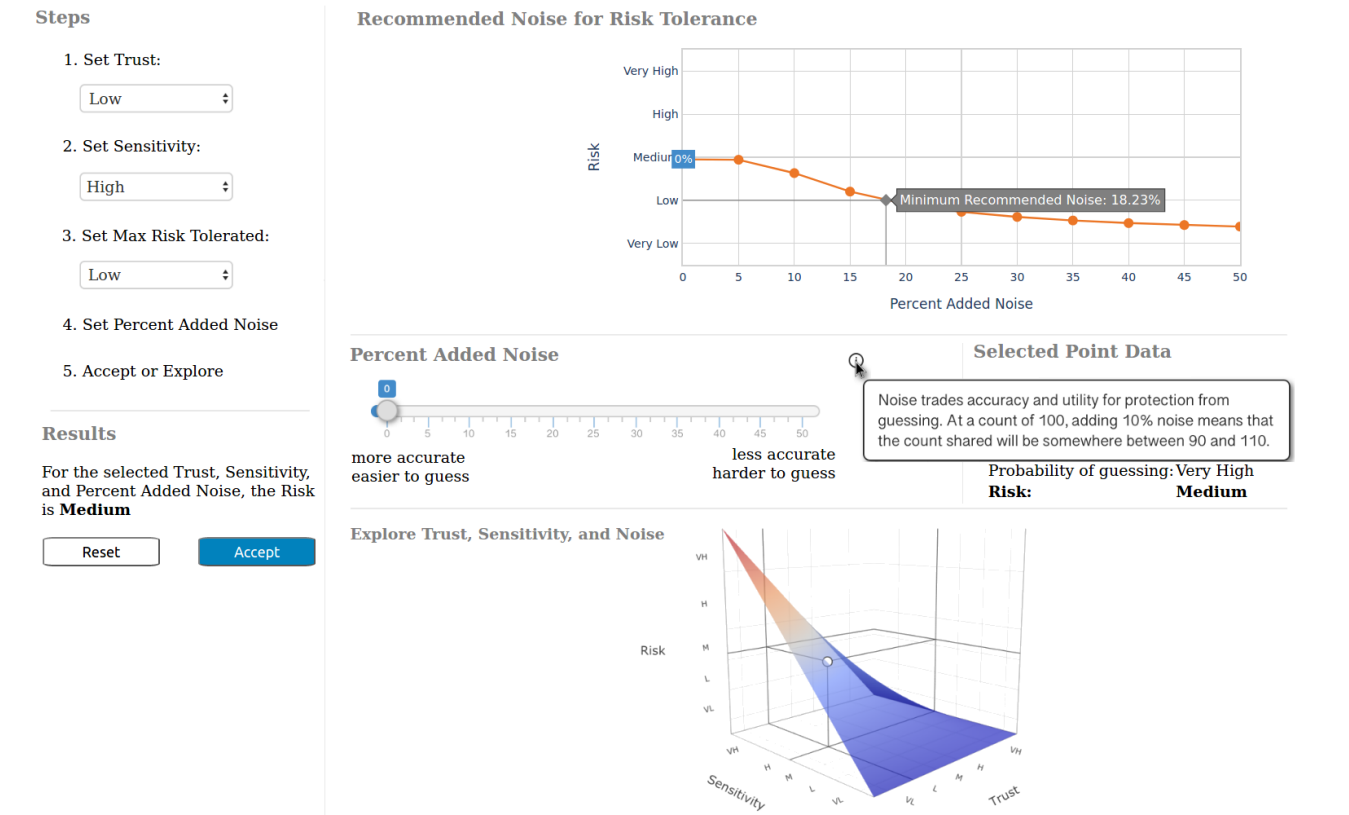 Steps
1. Set Trust:
Low
2. Set Sensitivity:
High
3. Set Max Risk Tolerated:
Low
4. Set Percent Added Noise
5. Accept or Explore
Results
For the selected Trust, Sensitivity,
and Percent Added Noise, the Risk
is Medium
Reset
Accept
Recommended Noise for Risk Tolerance
Risk
Very High
High
Medium
Low
Very Low
0%
Minimum Recommended Noise: 18.23%
0 5 10 15 20 25 30 35 40 45 50
Percent Added Noise
Percent Added Noise
0
0 5 10 15 20 25 30 35 40 45 50
more accurate
easier to guess
less accurate
harder to guess
Selected Point Data
Noise trades accuracy and utility for protection from
guessing. At a count of 100, adding 10% noise means that
the count shared will be somewhere between 90 and 110.
Probability of guessing: Very High
Risk: Medium
Explore Trust, Sensitivity, and Noise
Risk
VH
H
M
L
VL
VH
H
M
L
VL
Sensitivity
VL
L
M
H
VH
Trust